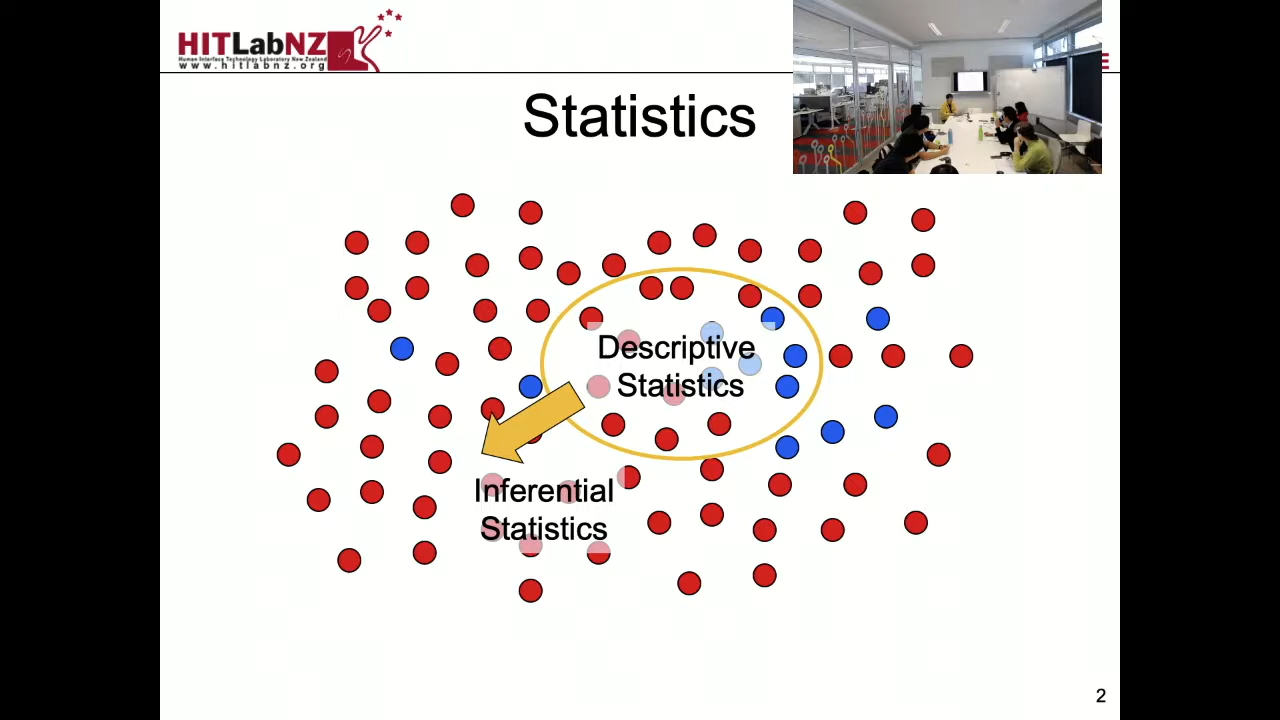 HITLabNZ
Human Interface Technology Laboratory New Zealand
www.hitlabnz.org
Statistics
Descriptive
Statistics
Inferential
Statistics
2